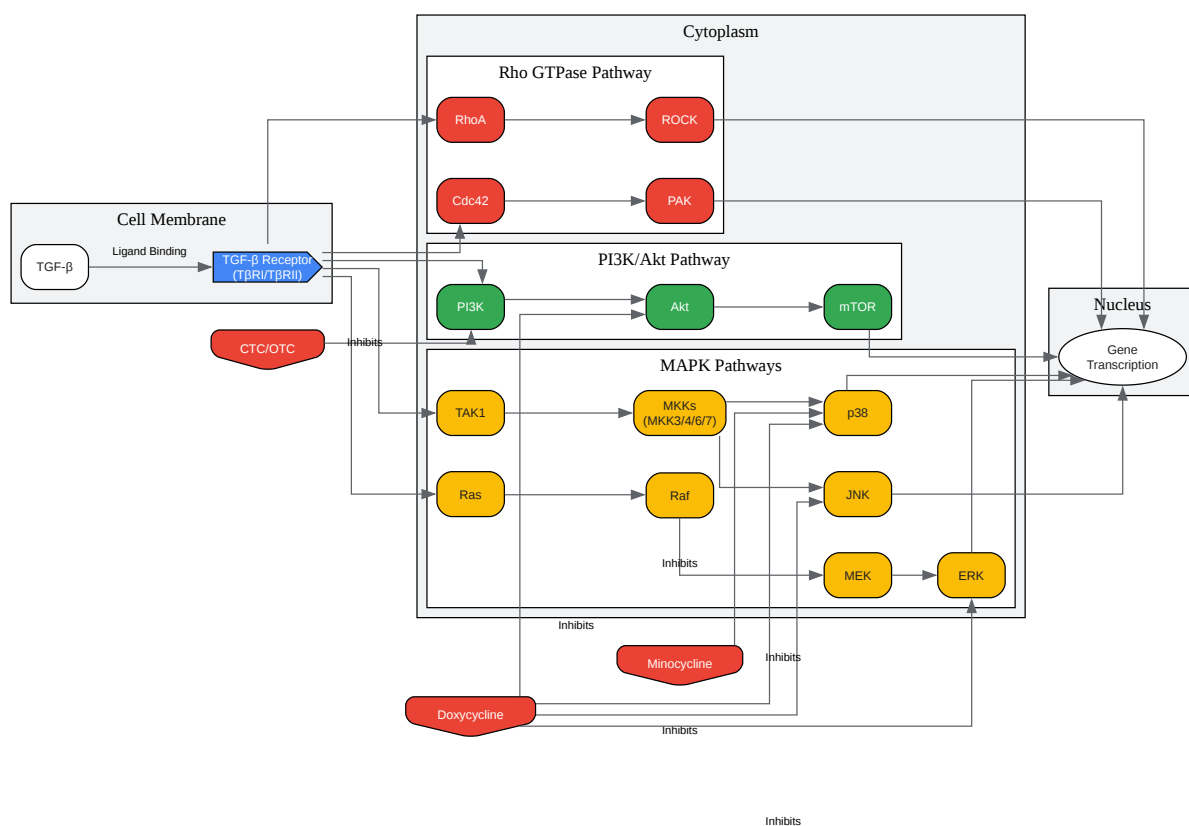 Cytoplasm
Rho GTPase Pathway
RhoA
ROCK
Cdc42
PAK
Cell Membrane
TGF-β
Ligand Binding
TGF-β Receptor
(TβRI/TβRII)
PI3K/Akt Pathway
PI3K
Akt
mTOR
Nucleus
Gene
Transcription
CTC/OTC
Inhibits
MAPK Pathways
TAK1
MKKs
(MKK3/4/6/7)
p38
Ras
Raf
JNK
Inhibits
MEK
ERK
Inhibits
Minocycline
Inhibits
Doxycycline
Inhibits
Inhibits